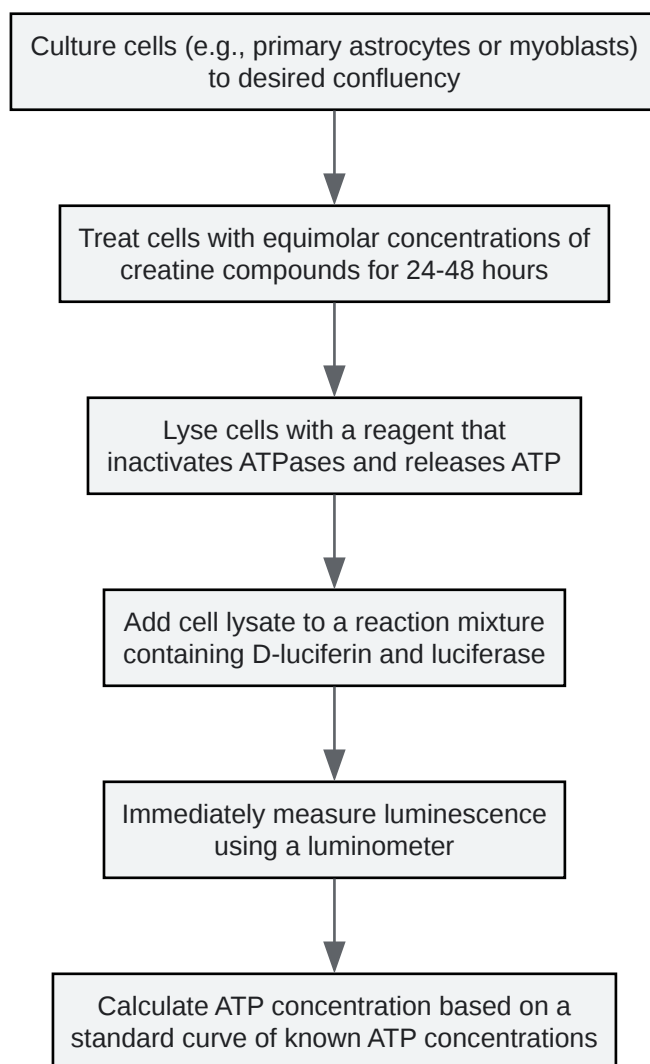 Culture cells (e.g., primary astrocytes or myoblasts)
to desired confluency
Treat cells with equimolar concentrations of
creatine compounds for 24-48 hours
Lyse cells with a reagent that
inactivates ATPases and releases ATP
Add cell lysate to a reaction mixture
containing D-luciferin and luciferase
Immediately measure luminescence
using a luminometer
Calculate ATP concentration based on a
standard curve of known ATP concentrations